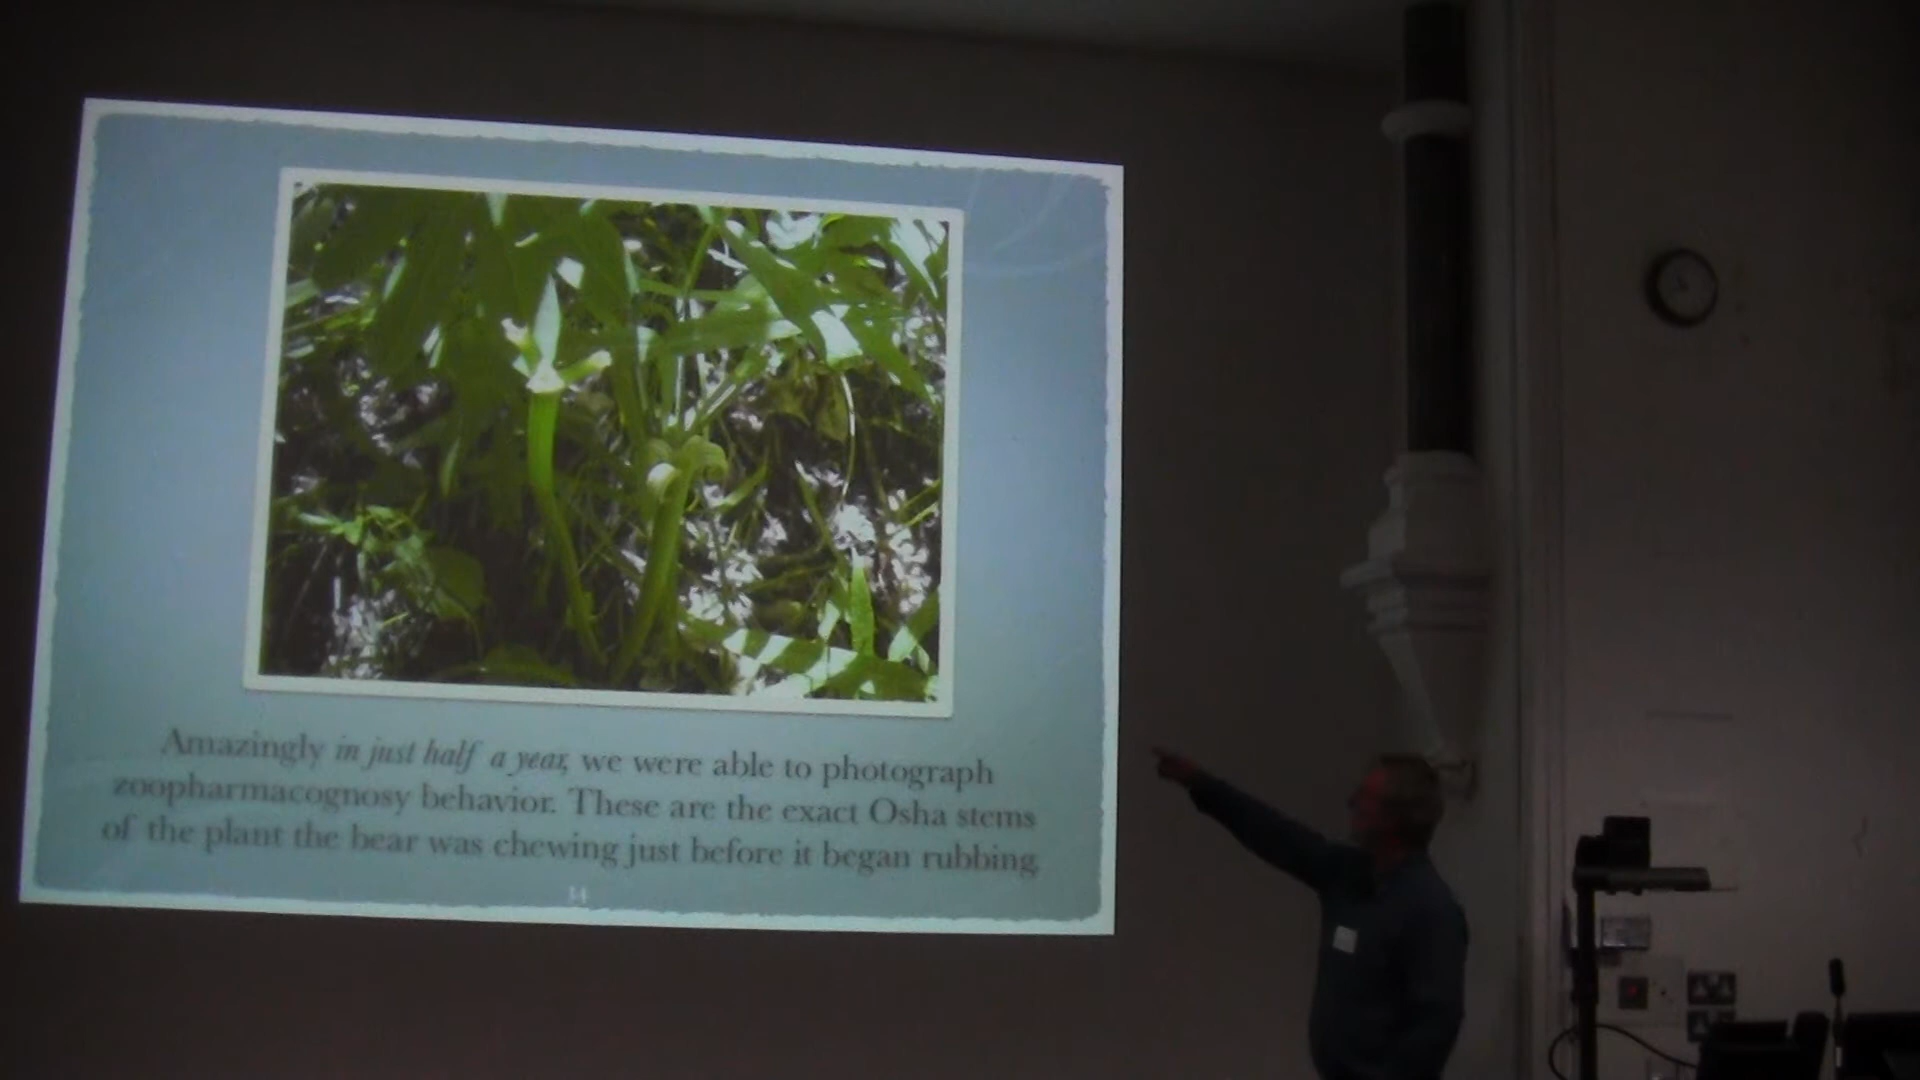 Amazingly in just half a year, we were able to photograph
zoopharmacognosy behavior. These are the exact Osha stems
of the plant the bear was chewing just before it began rubbing.
14